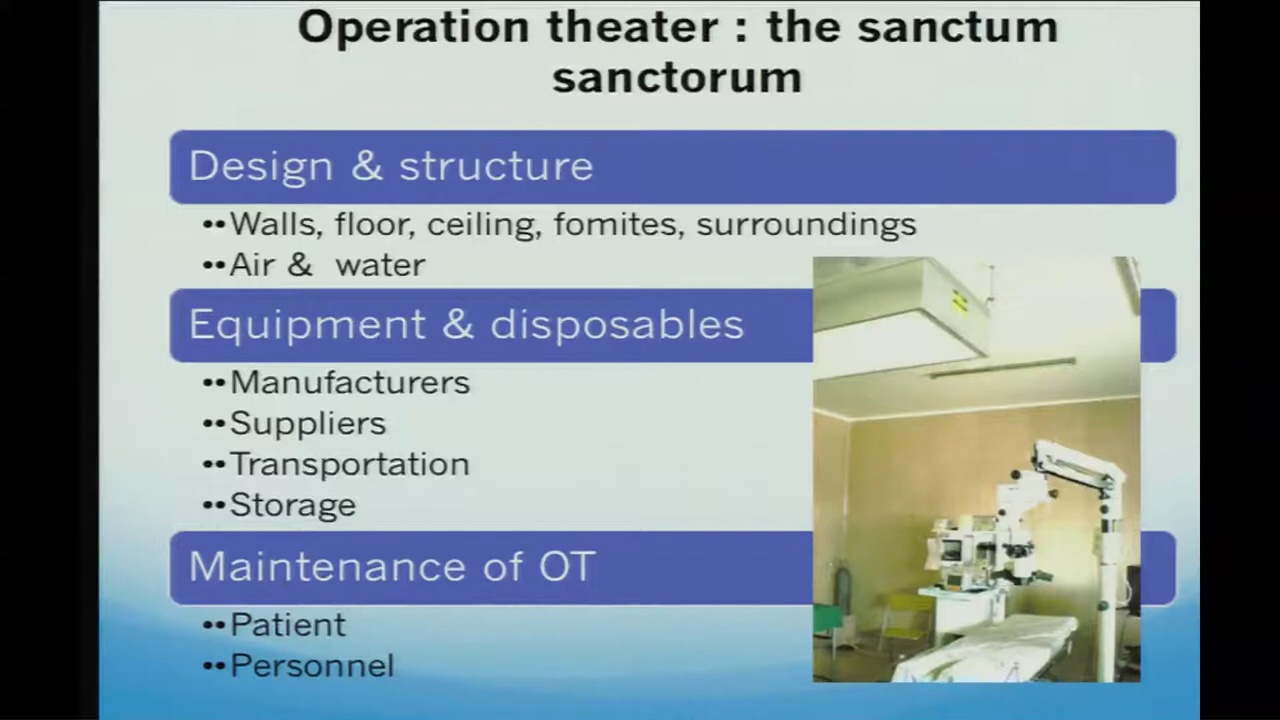 Operation theater : the sanctum
sanctorum
Design & structure
••Walls, floor, ceiling, fomites, surroundings
••Air & water
Equipment & disposables
••Manufacturers
••Suppliers
••Transportation
••Storage
Maintenance of OT
••Patient
••Personnel